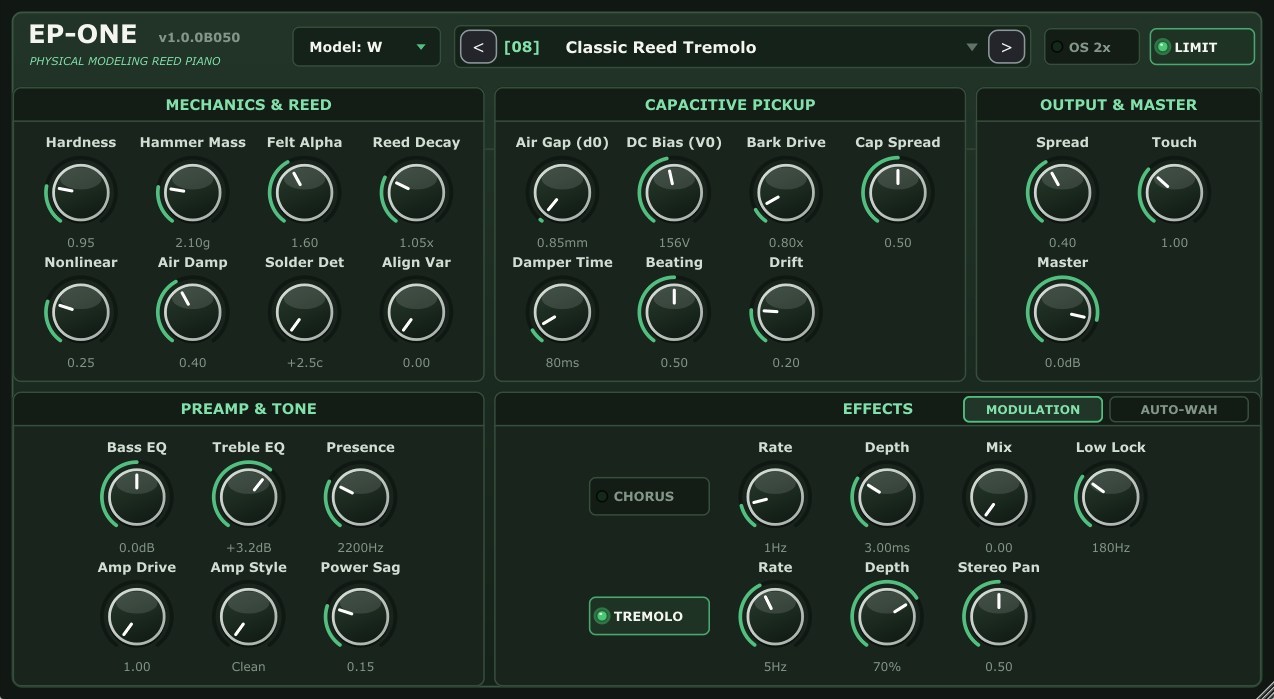 EP-ONE v1.0.0B050
PHYSICAL MODELING REED PIANO
Model: W
< [08] Classic Reed Tremolo >
OS 2x
LIMIT
MECHANICS & REED
Hardness Hammer Mass Felt Alpha Reed Decay
0.95 2.10g 1.60 1.05x
Nonlinear Air Damp Solder Det Align Var
0.25 0.40 +2.5c 0.00
CAPACITIVE PICKUP
Air Gap (d0) DC Bias (V0) Bark Drive Cap Spread
0.85mm 156V 0.80x 0.50
Damper Time Beating Drift
80ms 0.50 0.20
OUTPUT & MASTER
Spread Touch
0.40 1.00
Master
0.0dB
PREAMP & TONE
Bass EQ Treble EQ Presence
0.0dB +3.2dB 2200Hz
Amp Drive Amp Style Power Sag
1.00 Clean 0.15
EFFECTS MODULATION AUTO-WAH
Rate Depth Mix Low Lock
CHORUS
1Hz 3.00ms 0.00 180Hz
Rate Depth Stereo Pan
TREMOLO
5Hz 70% 0.50